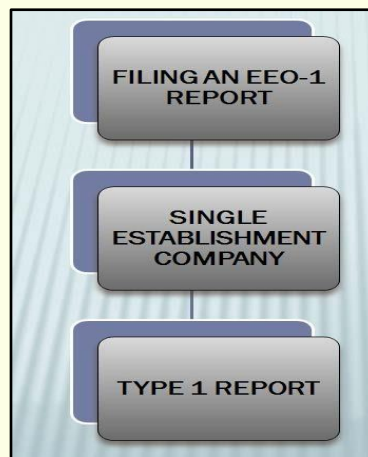 FILING AN EEO-1
REPORT
SINGLE
ESTABLISHMENT
COMPANY
TYPE 1 REPORT